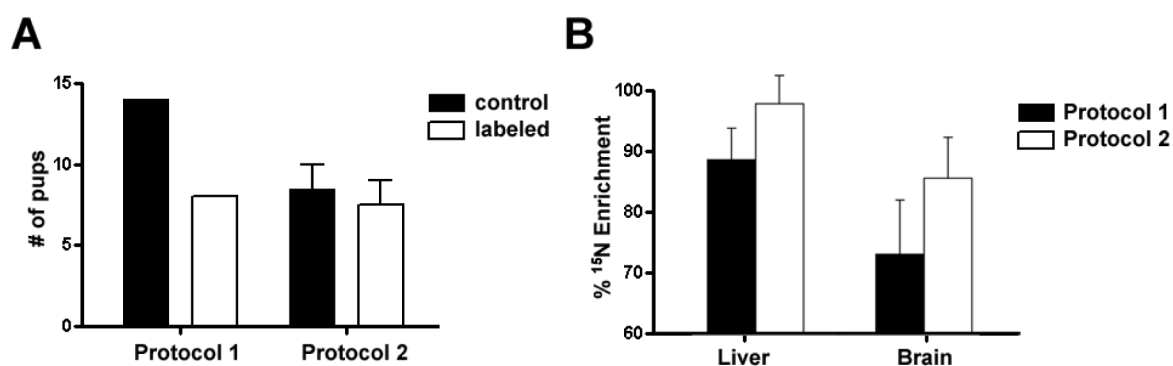 A
# of pups
15
10
5
0
control
labeled
Protocol 1
Protocol 2
B
% ¹⁵N Enrichment
100
90
80
70
60
Protocol 1
Protocol 2
Liver
Brain